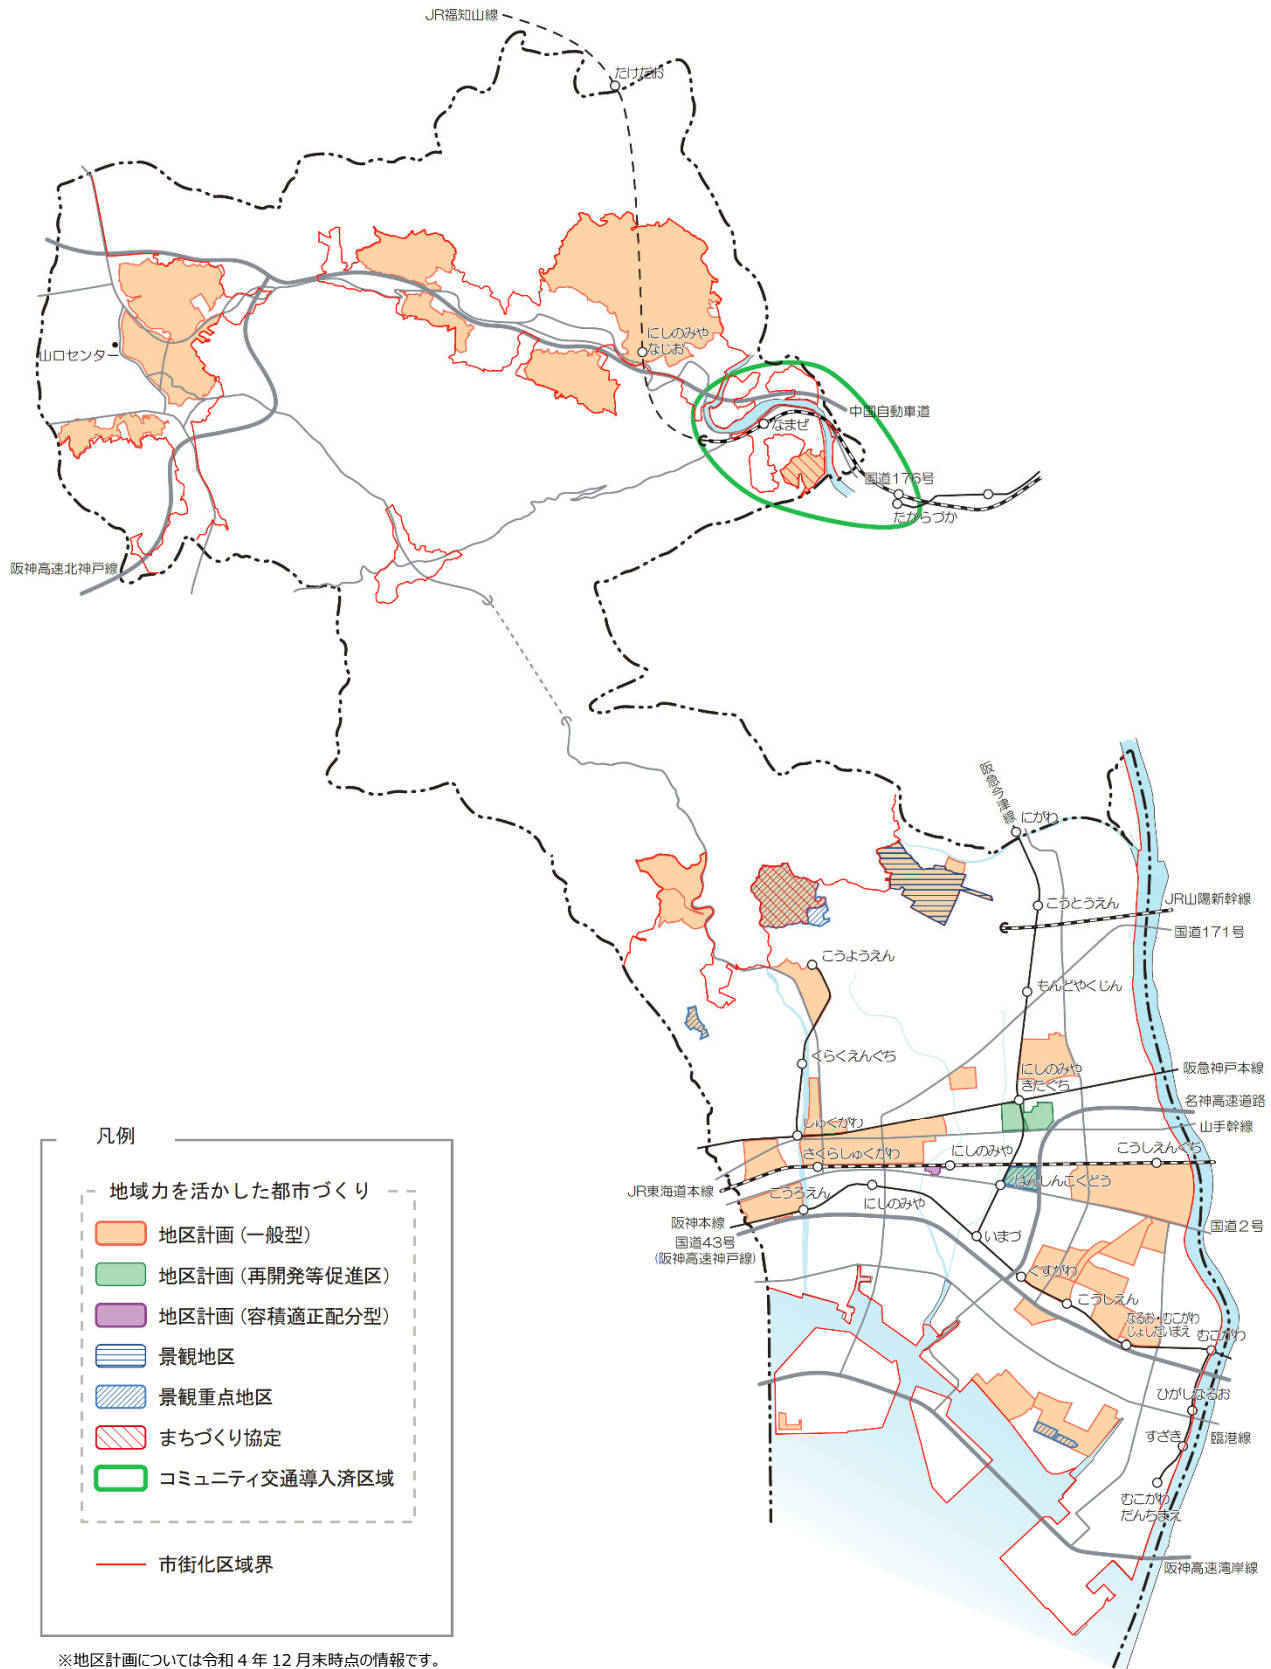 JR福知山線
たけだお
にしのみや
なじお
山口センター
中国自動車道
なまぜ
国道176号
たからづか
阪神高速北神戸線
阪急今津線
にがわ
こうとうえん
JR山陽新幹線
国道171号
こうようえん
もんどやくじん
くらくえんぐち
にしのみや
きたぐち
阪急神戸本線
名神高速道路
山手幹線
しゅくがわ
さくらしゅくがわ
にしのみや
こうしえんぐち
JR東海道本線
こうろえん
にしのみや
はんしんこくどう
阪神本線
国道2号
国道43号
(阪神高速神戸線)
いまづ
くすがわ
こうしえん
なるお・むこがわ
じょしだいまえ
むこがわ
ひがしなるお
すざき
臨港線
むこがわ
だんちまえ
阪神高速湾岸線
凡例
地域力を活かした都市づくり
地区計画(一般型)
地区計画(再開発等促進区)
地区計画(容積適正配分型)
景観地区
景観重点地区
まちづくり協定
コミュニティ交通導入済区域
市街化区域界
※地区計画については令和4年12月末時点の情報です。